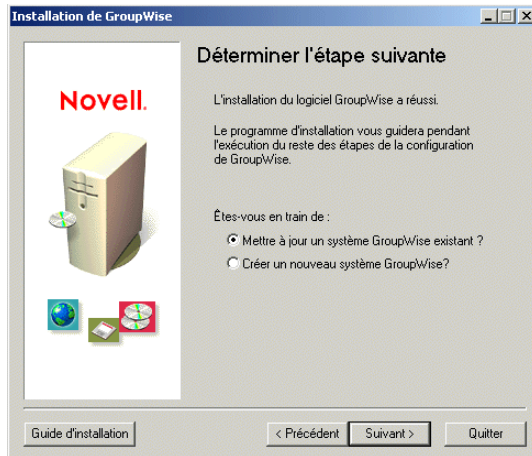 Installation de GroupWise
Déterminer l'étape suivante
Novell.
L'installation du logiciel GroupWise a réussi.
Le programme d'installation vous guidera pendant
l'exécution du reste des étapes de la configuration
de GroupWise.
Êtes-vous en train de :
Mettre à jour un système GroupWise existant ?
Créer un nouveau système GroupWise?
Guide d'installation
< Précédent
Suivant >
Quitter